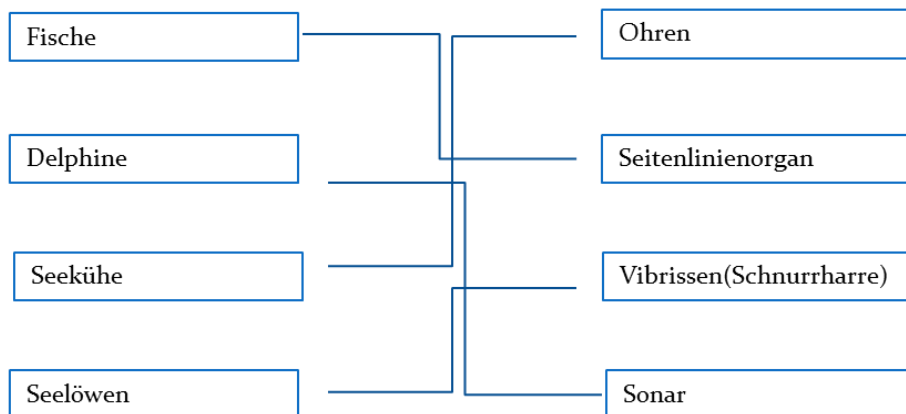 Fische
Ohren
Delphine
Seitenlinienorgan
Seekühe
Vibrissen(Schnurrharre)
Seelöwen
Sonar